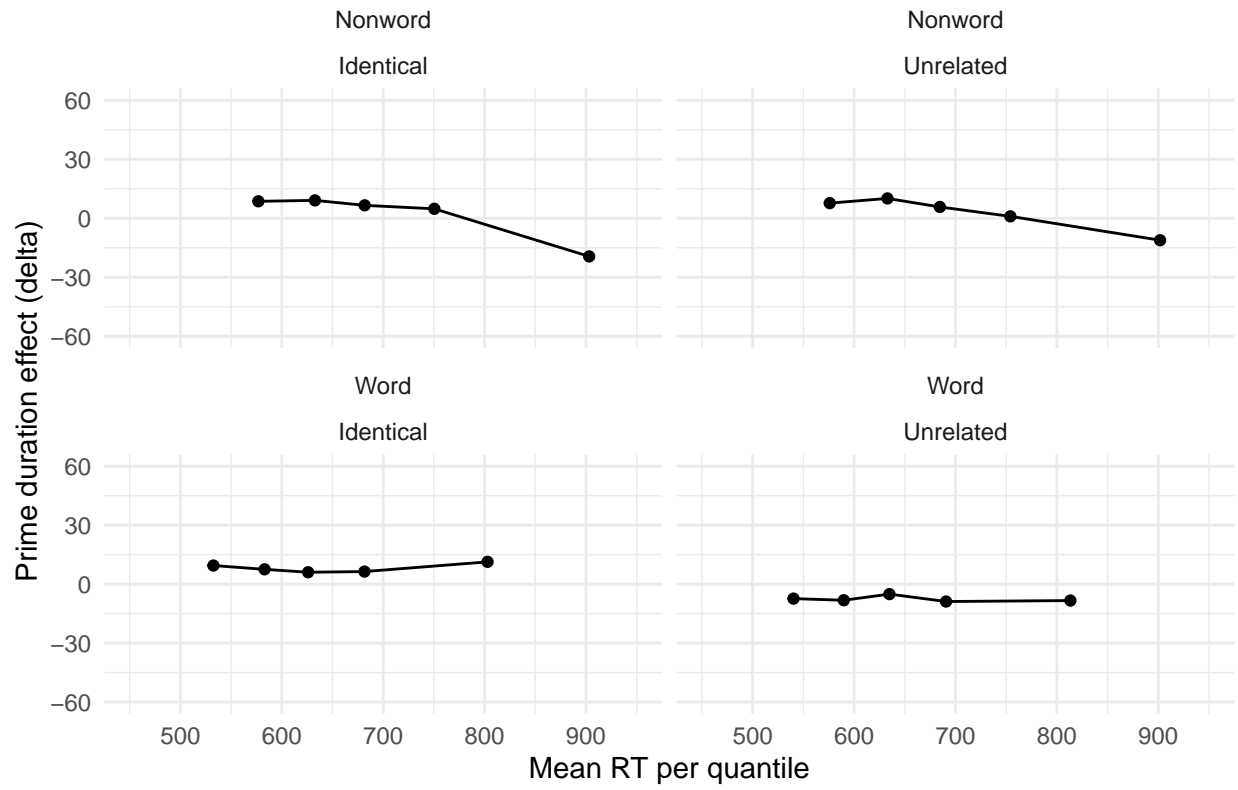 Nonword
Identical
Nonword
Unrelated
60
30
0
−30
−60
Word
Identical
Word
Unrelated
60
30
0
−30
−60
500 600 700 800 900
500 600 700 800 900
Mean RT per quantile
Prime duration effect (delta)